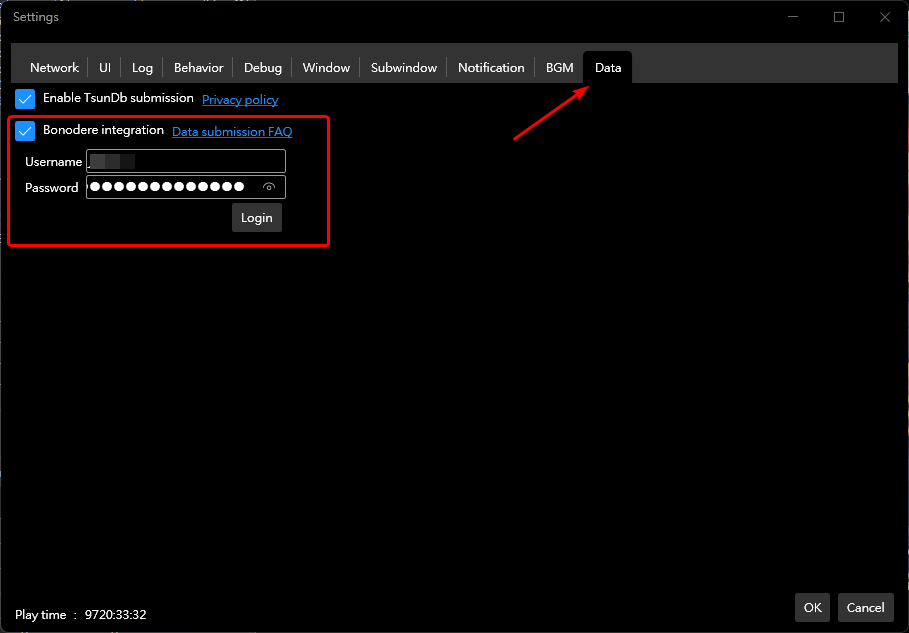 Settings
Network UI Log Behavior Debug Window Subwindow Notification BGM Data
Enable TsunDb submission Privacy policy
Bonodere integration Data submission FAQ
Username
Password
Login
Play time : 9720:33:32
OK Cancel